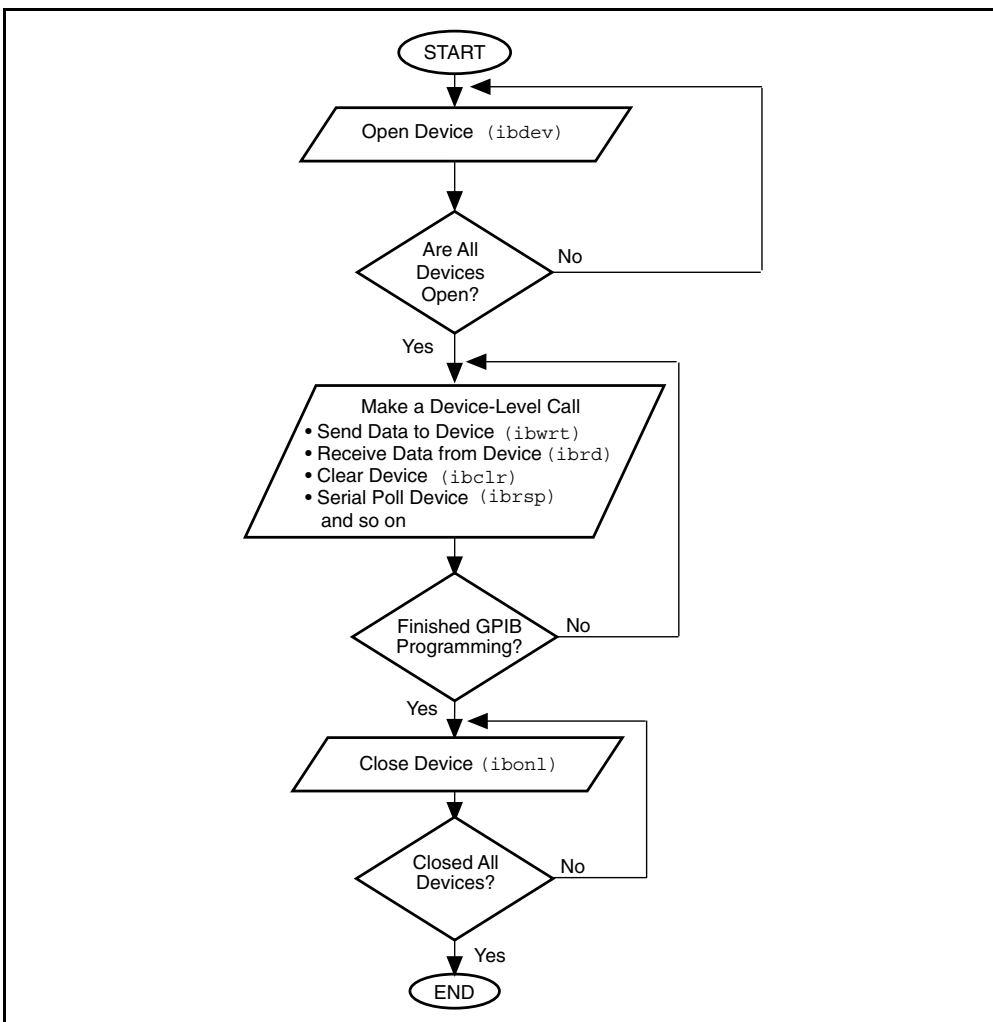 START
Open Device (ibdev)
Are All
Devices
Open?
No
Yes
Make a Device-Level Call
• Send Data to Device (ibwrt)
• Receive Data from Device (ibrd)
• Clear Device (ibclr)
• Serial Poll Device (ibrsp)
and so on
Finished GPIB
Programming?
No
Yes
Close Device (ibonl)
Closed All
Devices?
No
Yes
END